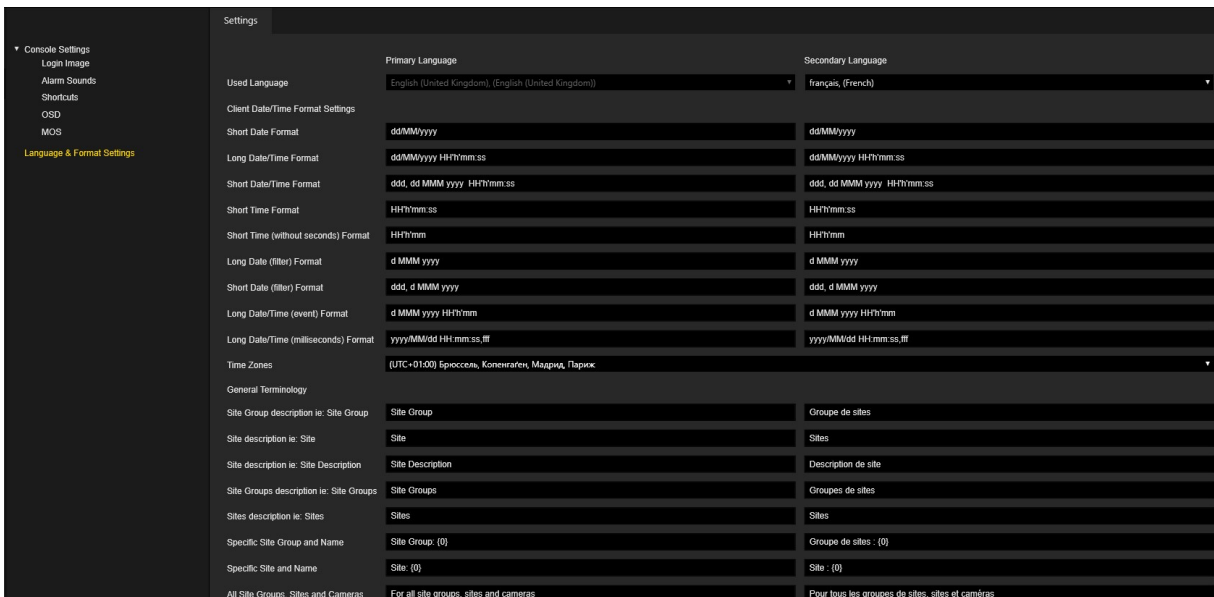 Settings
Console Settings
Login Image
Alarm Sounds
Shortcuts
OSD
MOS
Language & Format Settings
Primary Language Secondary Language
Used Language English (United Kingdom), (English (United Kingdom)) français, (French)
Client Date/Time Format Settings
Short Date Format dd/MM/yyyy dd/MM/yyyy
Long Date/Time Format dd/MM/yyyy HH'h'mm:ss dd/MM/yyyy HH'h'mm:ss
Short Date/Time Format ddd, dd MMM yyyy HH'h'mm:ss ddd, dd MMM yyyy HH'h'mm:ss
Short Time Format HH'h'mm:ss HH'h'mm:ss
Short Time (without seconds) Format HH'h'mm HH'h'mm
Long Date (filter) Format d MMM yyyy d MMM yyyy
Short Date (filter) Format ddd, d MMM yyyy ddd, d MMM yyyy
Long Date/Time (event) Format d MMM yyyy HH'h'mm d MMM yyyy HH'h'mm
Long Date/Time (milliseconds) Format yyyy/MM/dd HH:mm:ss,fff yyyy/MM/dd HH:mm:ss,fff
Time Zones (UTC+01:00) Брюссель, Копенгаґен, Мадрид, Париж
General Terminology
Site Group description ie: Site Group Site Group Groupe de sites
Site description ie: Site Site Sites
Site description ie: Site Description Site Description Description de site
Site Groups description ie: Site Groups Site Groups Groupes de sites
Sites description ie: Sites Sites Sites
Specific Site Group and Name Site Group: {0} Groupe de sites : {0}
Specific Site and Name Site: {0} Site : {0}
All Site Groups, Sites and Cameras For all site groups, sites and cameras Pour tous les groupes de sites, sites et caméras